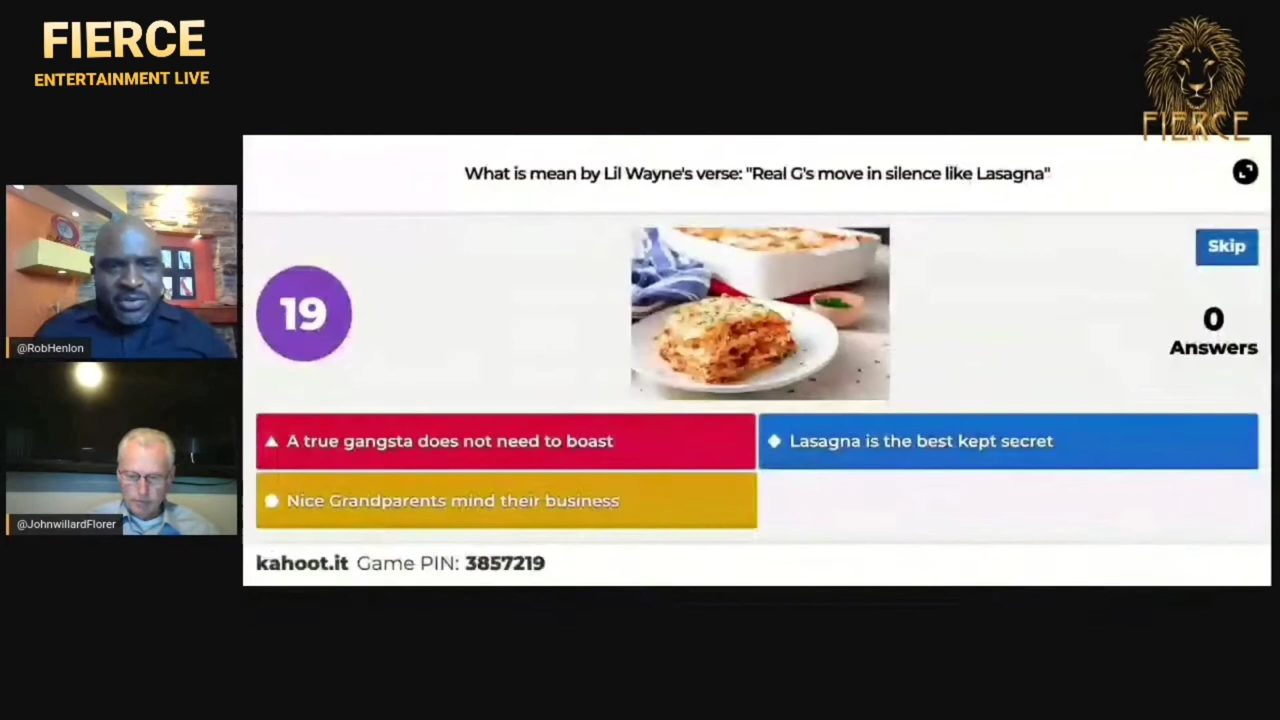 FIERCE
ENTERTAINMENT LIVE
FIERCE
What is mean by Lil Wayne's verse: "Real G's move in silence like Lasagna"
Skip
19
0
Answers
@RobHenlon
A true gangsta does not need to boast
Lasagna is the best kept secret
Nice Grandparents mind their business
@JohnwillardFlorer
kahoot.it Game PIN: 3857219